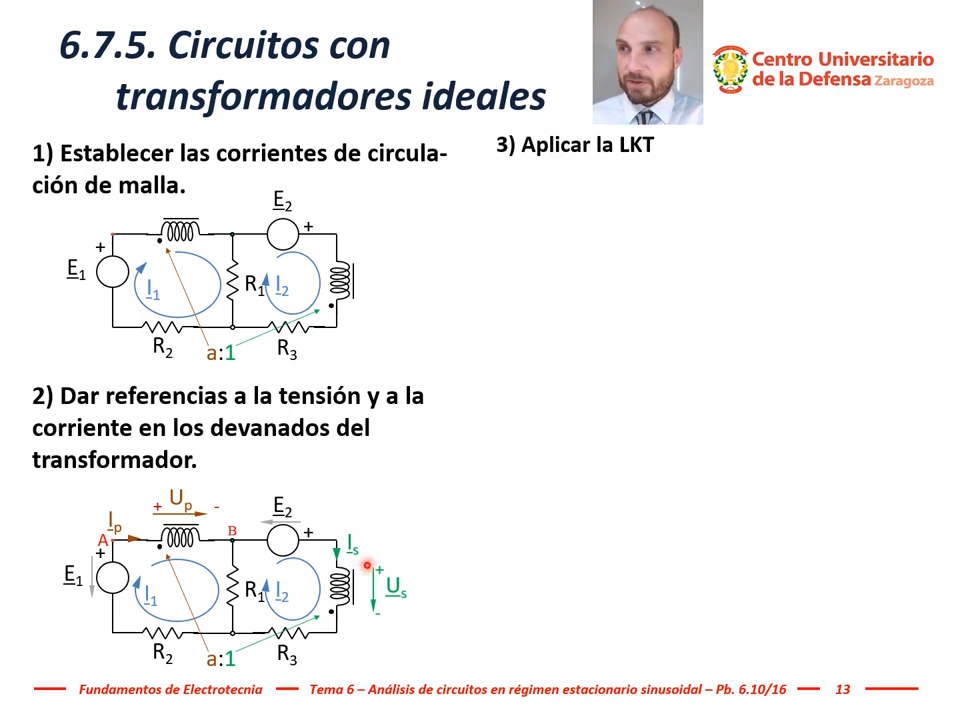 6.7.5. Circuitos con
transformadores ideales
Centro Universitario
de la Defensa Zaragoza
1) Establecer las corrientes de circula-
ción de malla.
E2
+
+
E1
I1
R1
I2
R2
a:1
R3
2) Dar referencias a la tensión y a la
corriente en los devanados del
transformador.
+ Up -
E2
Ip
A
B
+
+
Is
E1
+
Us
-
I1
R1
I2
R2
a:1
R3
3) Aplicar la LKT
Fundamentos de Electrotecnia
Tema 6 – Análisis de circuitos en régimen estacionario sinusoidal – Pb. 6.10/16
13